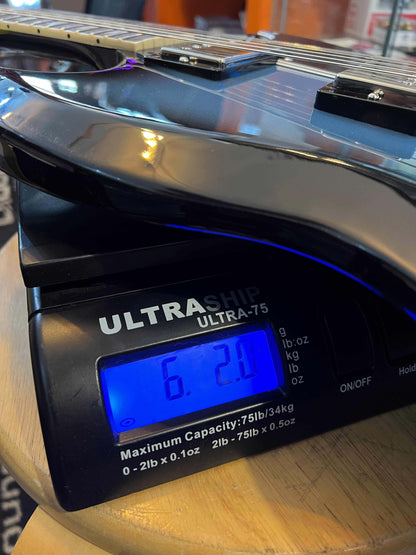 ULTRASHIP
ULTRA-75
g
lb:oz
kg
lb
oz
6. 2.0
ON/OFF
Hold
Maximum Capacity:75lb/34kg
0 - 2lb x 0.1oz 2lb - 75lb x 0.5oz